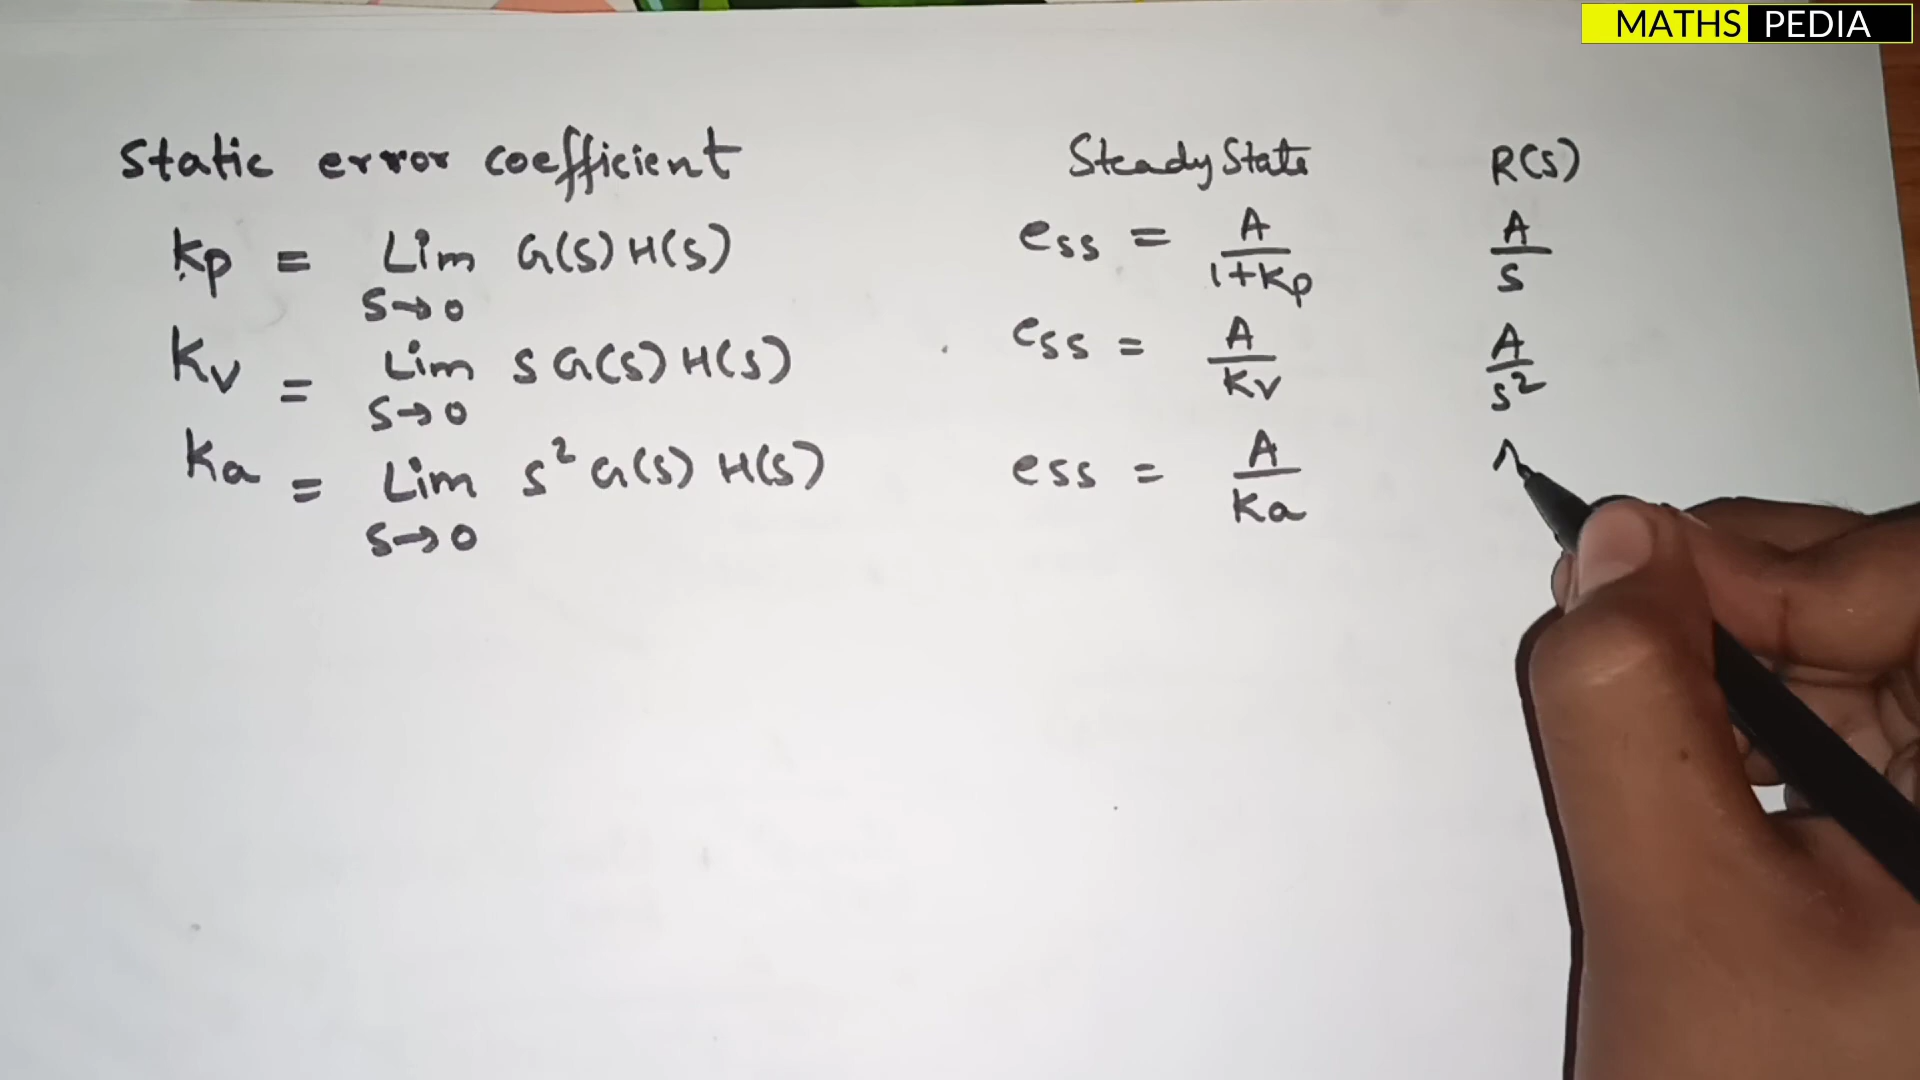 MATHS PEDIA
Static error coefficient Steady State R(S)
Kp = Lim S→0 G(S) H(S) ess = A/1+Kp A/S
Kv = Lim S→0 S G(S) H(S) ess = A/Kv A/S²
Ka = Lim S→0 S² G(S) H(S) ess = A/Ka